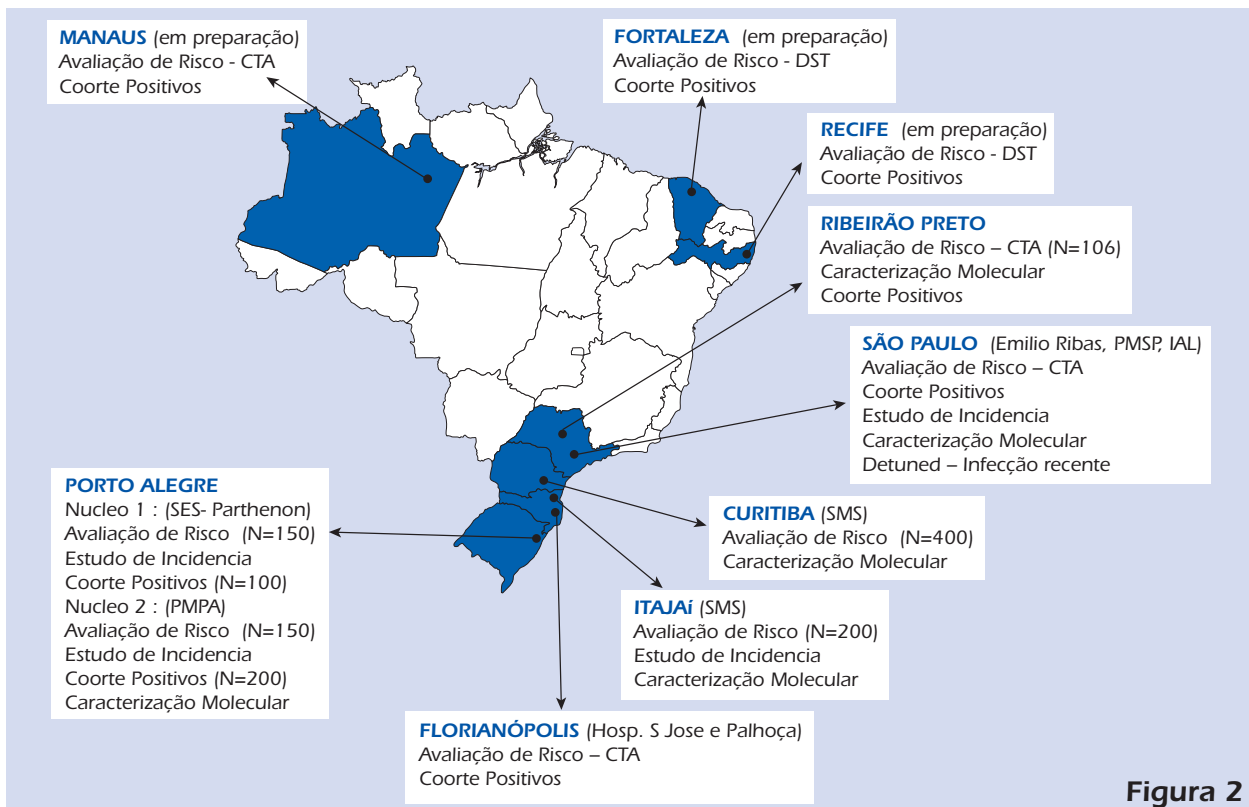 MANAUS (em preparação)
Avaliação de Risco - CTA
Coorte Positivos
FORTALEZA (em preparação)
Avaliação de Risco - DST
Coorte Positivos
RECIFE (em preparação)
Avaliação de Risco - DST
Coorte Positivos
RIBEIRÃO PRETO
Avaliação de Risco – CTA (N=106)
Caracterização Molecular
Coorte Positivos
SÃO PAULO (Emilio Ribas, PMSP, IAL)
Avaliação de Risco – CTA
Coorte Positivos
Estudo de Incidencia
Caracterização Molecular
Detuned – Infecção recente
PORTO ALEGRE
Nucleo 1 : (SES- Parthenon)
Avaliação de Risco (N=150)
Estudo de Incidencia
Coorte Positivos (N=100)
Nucleo 2 : (PMPA)
Avaliação de Risco (N=150)
Estudo de Incidencia
Coorte Positivos (N=200)
Caracterização Molecular
CURITIBA (SMS)
Avaliação de Risco (N=400)
Caracterização Molecular
ITAJAí (SMS)
Avaliação de Risco (N=200)
Estudo de Incidencia
Caracterização Molecular
FLORIANÓPOLIS (Hosp. S Jose e Palhoça)
Avaliação de Risco – CTA
Coorte Positivos
Figura 2